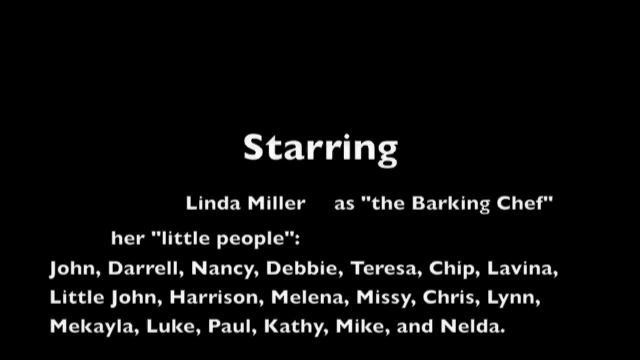 Starring
Linda Miller as "the Barking Chef"
her "little people":
John, Darrell, Nancy, Debbie, Teresa, Chip, Lavina,
Little John, Harrison, Melena, Missy, Chris, Lynn,
Mekayla, Luke, Paul, Kathy, Mike, and Nelda.